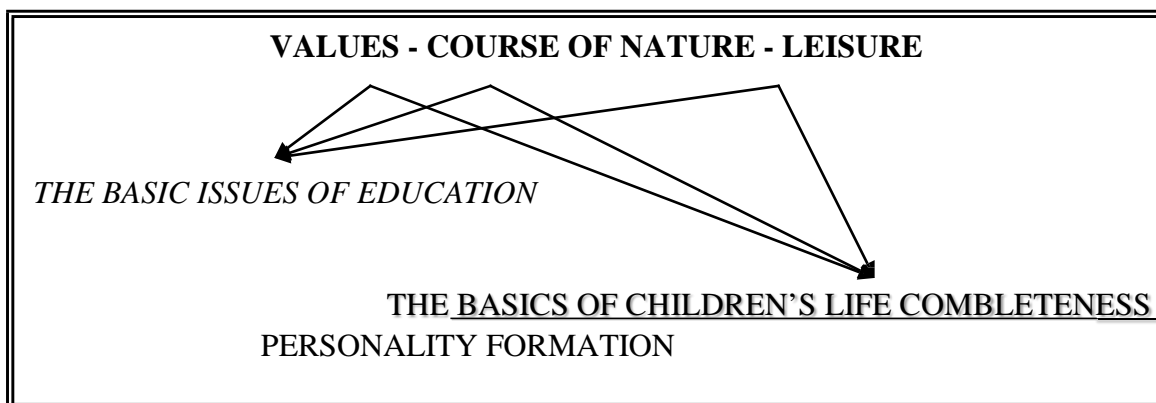 VALUES - COURSE OF NATURE - LEISURE
THE BASIC ISSUES OF EDUCATION
THE BASICS OF CHILDREN’S LIFE COMBLETENESS
PERSONALITY FORMATION